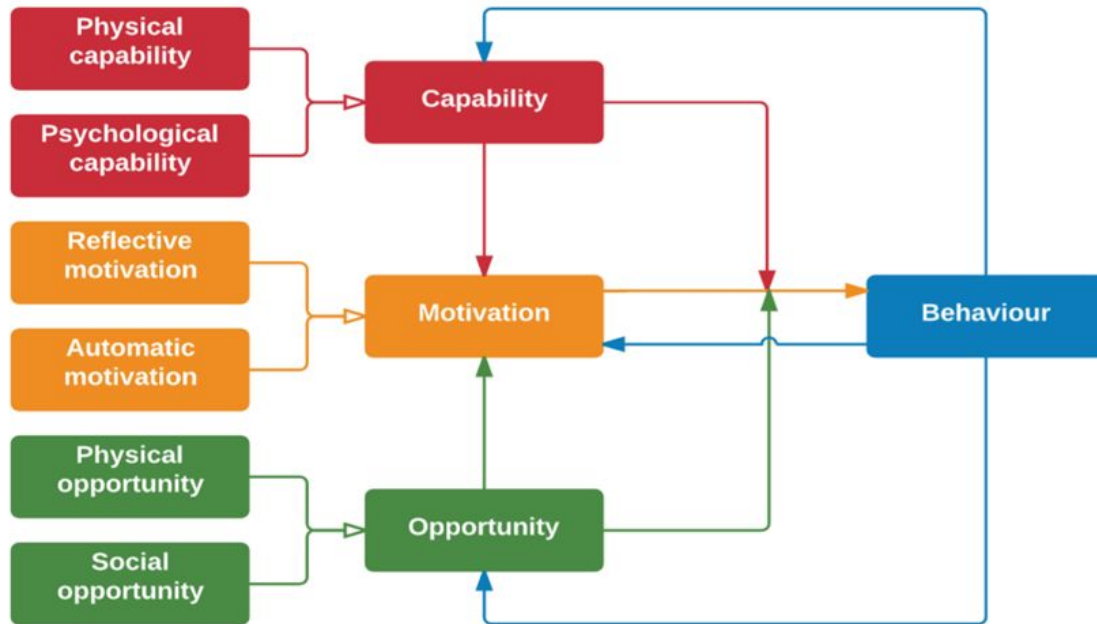 Physical
capability
Psychological
capability
Reflective
motivation
Automatic
motivation
Physical
opportunity
Social
opportunity
Capability
Motivation
Opportunity
Behaviour